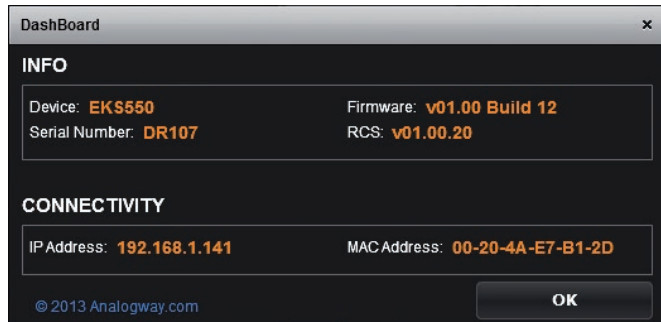 DashBoard ×
INFO
Device: EKS550 Firmware: v01.00 Build 12
Serial Number: DR107 RCS: v01.00.20
CONNECTIVITY
IP Address: 192.168.1.141 MAC Address: 00-20-4A-E7-B1-2D
© 2013 Analogway.com OK